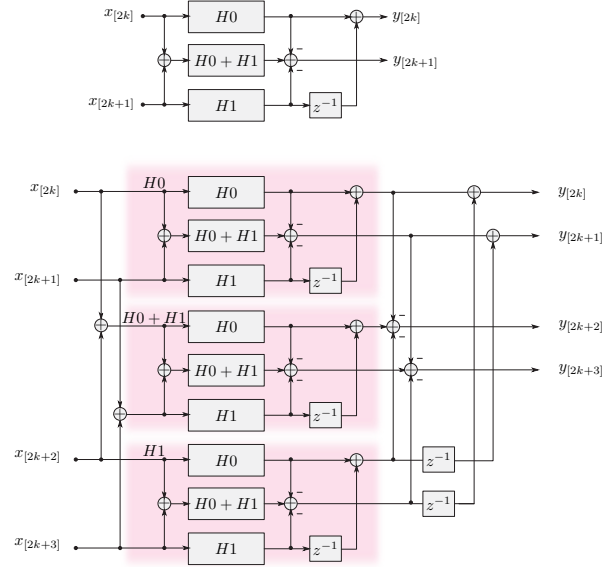 x[2k] H0 y[2k]
H0 + H1 y[2k+1]
x[2k+1] H1 z−1
x[2k] H0 H0 y[2k]
H0 + H1 y[2k+1]
x[2k+1] H1 z−1
H0 + H1 H0 y[2k+2]
H0 + H1 y[2k+3]
H1 z−1
x[2k+2] H1 H0 z−1
H0 + H1 z−1
x[2k+3] H1 z−1